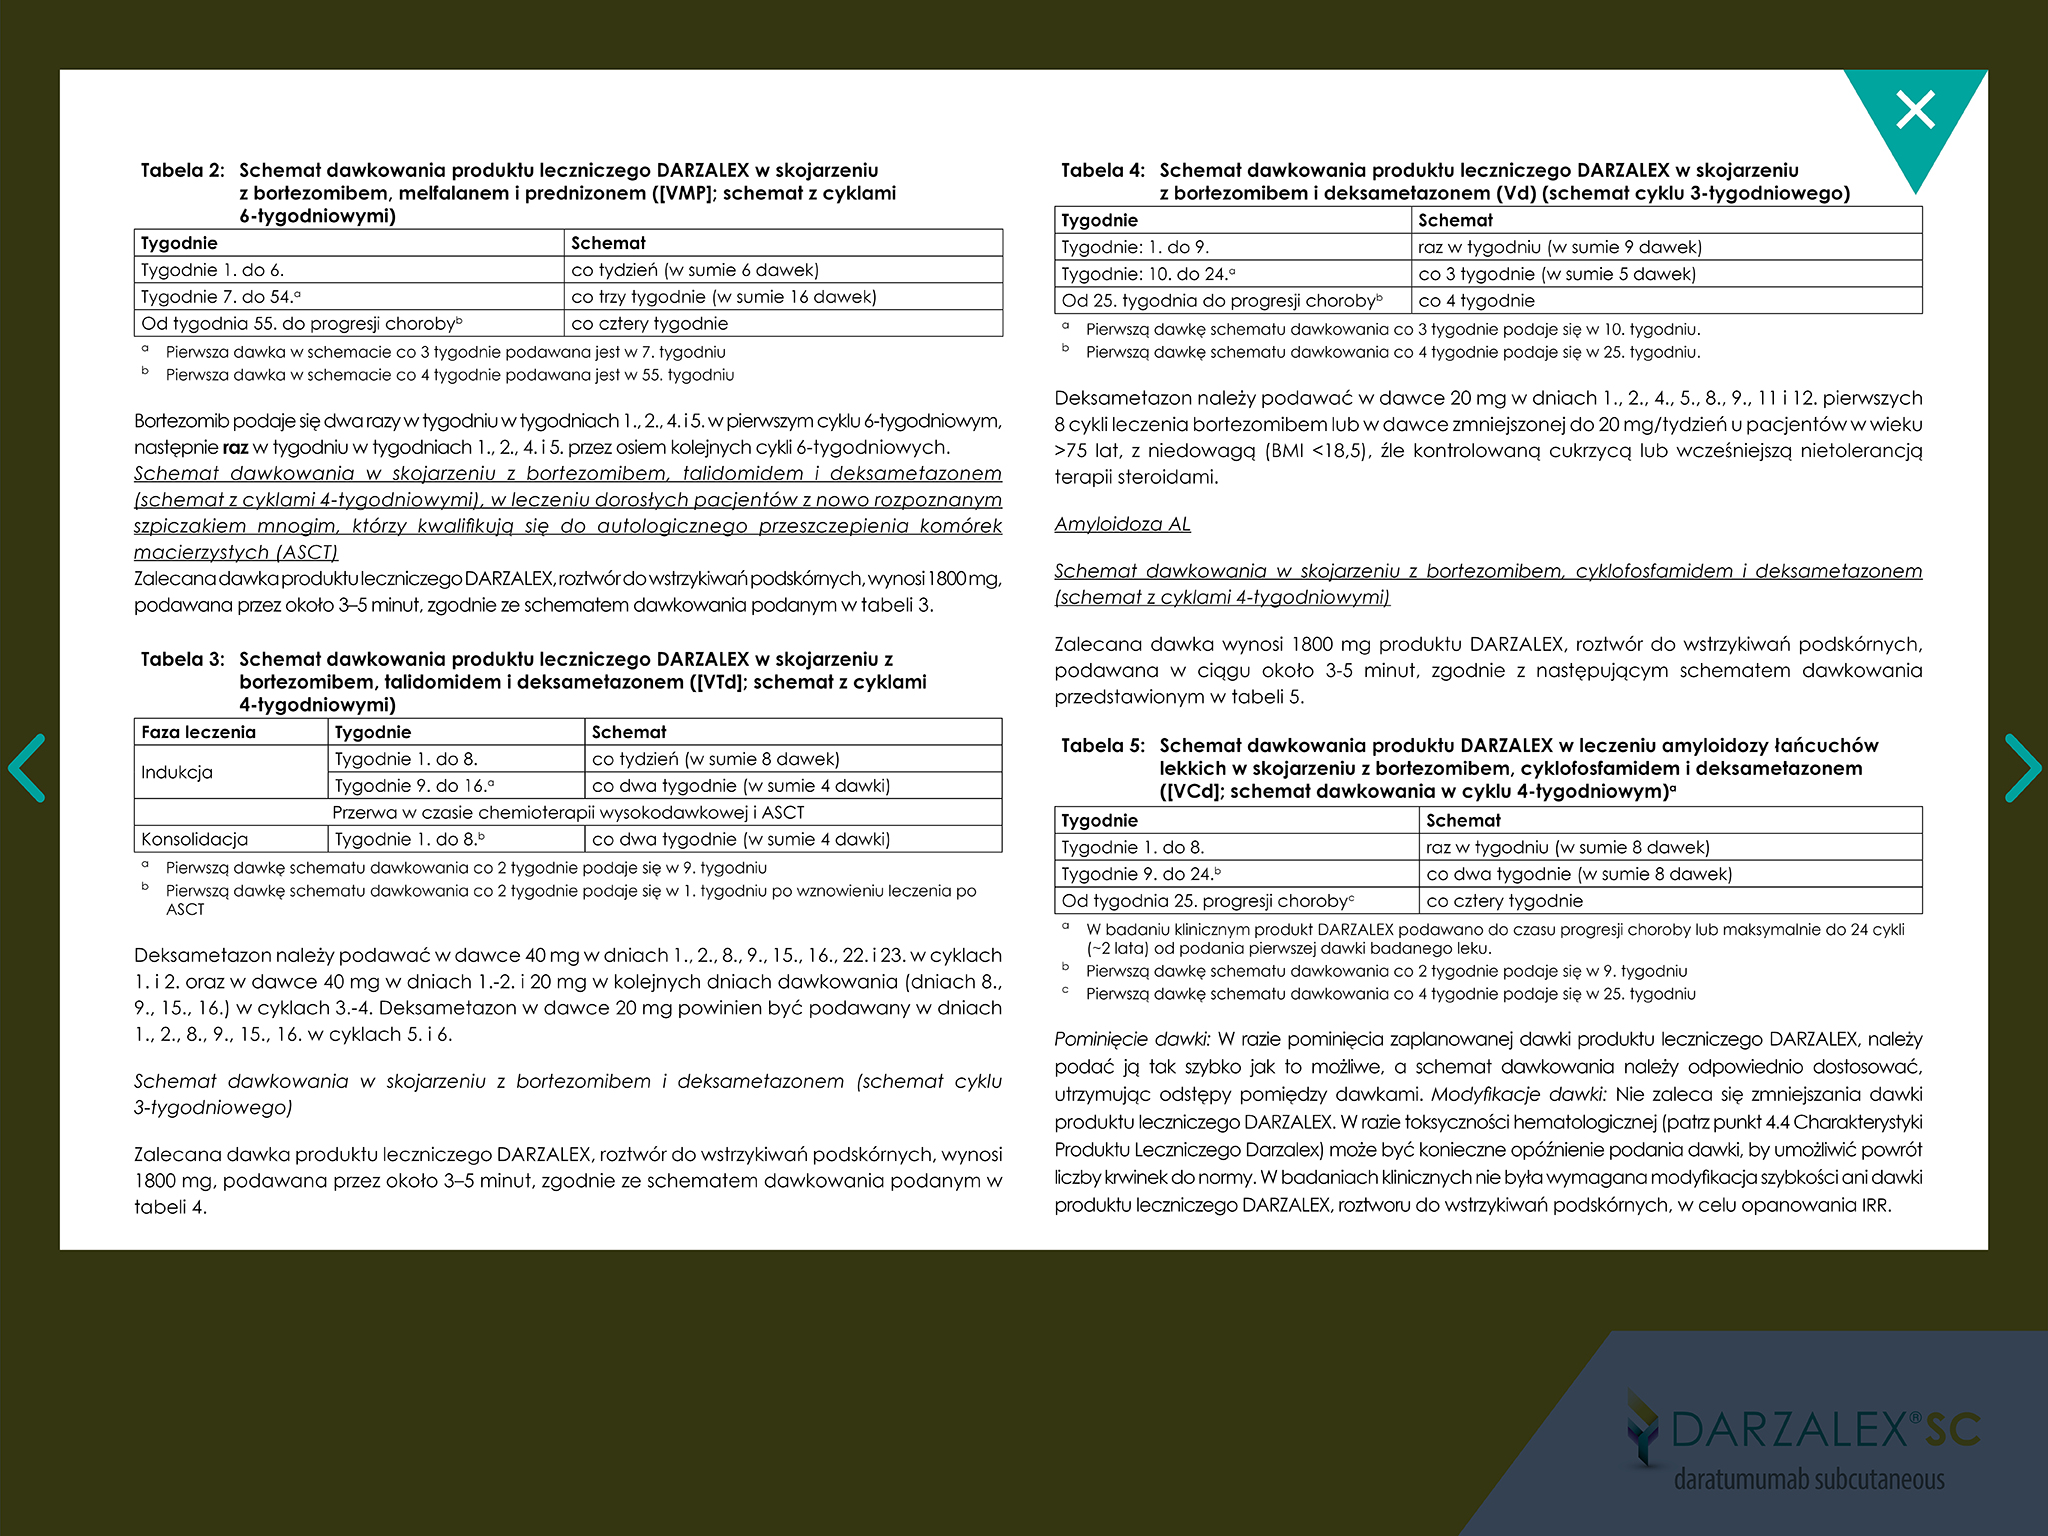 Tabela 2: Schemat dawkowania produktu leczniczego DARZALEX w skojarzeniu
z bortezomibem, melfalanem i prednizonem ([VMP]; schemat z cyklami
6-tygodniowymi)
Tygodnie Schemat
Tygodnie 1. do 6. co tydzień (w sumie 6 dawek)
Tygodnie 7. do 54.ᵃ co trzy tygodnie (w sumie 16 dawek)
Od tygodnia 55. do progresji chorobyᵇ co cztery tygodnie
ᵃ Pierwsza dawka w schemacie co 3 tygodnie podawana jest w 7. tygodniu
ᵇ Pierwsza dawka w schemacie co 4 tygodnie podawana jest w 55. tygodniu
Bortezomib podaje się dwa razy w tygodniu w tygodniach 1., 2., 4. i 5. w pierwszym cyklu 6-tygodniowym,
następnie raz w tygodniu w tygodniach 1., 2., 4. i 5. przez osiem kolejnych cykli 6-tygodniowych.
Schemat dawkowania w skojarzeniu z bortezomibem, talidomidem i deksametazonem
(schemat z cyklami 4-tygodniowymi), w leczeniu dorosłych pacjentów z nowo rozpoznanym
szpiczakiem mnogim, którzy kwalifikują się do autologicznego przeszczepienia komórek
macierzystych (ASCT)
Zalecana dawka produktu leczniczego DARZALEX, roztwór do wstrzykiwań podskórnych, wynosi 1800 mg,
podawana przez około 3–5 minut, zgodnie ze schematem dawkowania podanym w tabeli 3.
Tabela 3: Schemat dawkowania produktu leczniczego DARZALEX w skojarzeniu z
bortezomibem, talidomidem i deksametazonem ([VTd]; schemat z cyklami
4-tygodniowymi)
Faza leczenia Tygodnie Schemat
Indukcja Tygodnie 1. do 8. co tydzień (w sumie 8 dawek)
Tygodnie 9. do 16.ᵃ co dwa tygodnie (w sumie 4 dawki)
Przerwa w czasie chemioterapii wysokodawkowej i ASCT
Konsolidacja Tygodnie 1. do 8.ᵇ co dwa tygodnie (w sumie 4 dawki)
ᵃ Pierwszą dawkę schematu dawkowania co 2 tygodnie podaje się w 9. tygodniu
ᵇ Pierwszą dawkę schematu dawkowania co 2 tygodnie podaje się w 1. tygodniu po wznowieniu leczenia po
ASCT
Deksametazon należy podawać w dawce 40 mg w dniach 1., 2., 8., 9., 15., 16., 22. i 23. w cyklach
1. i 2. oraz w dawce 40 mg w dniach 1.-2. i 20 mg w kolejnych dniach dawkowania (dniach 8.,
9., 15., 16.) w cyklach 3.-4. Deksametazon w dawce 20 mg powinien być podawany w dniach
1., 2., 8., 9., 15., 16. w cyklach 5. i 6.
Schemat dawkowania w skojarzeniu z bortezomibem i deksametazonem (schemat cyklu
3-tygodniowego)
Zalecana dawka produktu leczniczego DARZALEX, roztwór do wstrzykiwań podskórnych, wynosi
1800 mg, podawana przez około 3–5 minut, zgodnie ze schematem dawkowania podanym w
tabeli 4.
Tabela 4: Schemat dawkowania produktu leczniczego DARZALEX w skojarzeniu
z bortezomibem i deksametazonem (Vd) (schemat cyklu 3-tygodniowego)
Tygodnie Schemat
Tygodnie: 1. do 9. raz w tygodniu (w sumie 9 dawek)
Tygodnie: 10. do 24.ᵃ co 3 tygodnie (w sumie 5 dawek)
Od 25. tygodnia do progresji chorobyᵇ co 4 tygodnie
ᵃ Pierwszą dawkę schematu dawkowania co 3 tygodnie podaje się w 10. tygodniu.
ᵇ Pierwszą dawkę schematu dawkowania co 4 tygodnie podaje się w 25. tygodniu.
Deksametazon należy podawać w dawce 20 mg w dniach 1., 2., 4., 5., 8., 9., 11 i 12. pierwszych
8 cykli leczenia bortezomibem lub w dawce zmniejszonej do 20 mg/tydzień u pacjentów w wieku
>75 lat, z niedowagą (BMI <18,5), źle kontrolowaną cukrzycą lub wcześniejszą nietolerancją
terapii steroidami.
Amyloidoza AL
Schemat dawkowania w skojarzeniu z bortezomibem, cyklofosfamidem i deksametazonem
(schemat z cyklami 4-tygodniowymi)
Zalecana dawka wynosi 1800 mg produktu DARZALEX, roztwór do wstrzykiwań podskórnych,
podawana w ciągu około 3-5 minut, zgodnie z następującym schematem dawkowania
przedstawionym w tabeli 5.
Tabela 5: Schemat dawkowania produktu DARZALEX w leczeniu amyloidozy łańcuchów
lekkich w skojarzeniu z bortezomibem, cyklofosfamidem i deksametazonem
([VCd]; schemat dawkowania w cyklu 4-tygodniowym)ᵃ
Tygodnie Schemat
Tygodnie 1. do 8. raz w tygodniu (w sumie 8 dawek)
Tygodnie 9. do 24.ᵇ co dwa tygodnie (w sumie 8 dawek)
Od tygodnia 25. progresji chorobyᶜ co cztery tygodnie
ᵃ W badaniu klinicznym produkt DARZALEX podawano do czasu progresji choroby lub maksymalnie do 24 cykli
(~2 lata) od podania pierwszej dawki badanego leku.
ᵇ Pierwszą dawkę schematu dawkowania co 2 tygodnie podaje się w 9. tygodniu
ᶜ Pierwszą dawkę schematu dawkowania co 4 tygodnie podaje się w 25. tygodniu
Pominięcie dawki: W razie pominięcia zaplanowanej dawki produktu leczniczego DARZALEX, należy
podać ją tak szybko jak to możliwe, a schemat dawkowania należy odpowiednio dostosować,
utrzymując odstępy pomiędzy dawkami. Modyfikacje dawki: Nie zaleca się zmniejszania dawki
produktu leczniczego DARZALEX. W razie toksyczności hematologicznej (patrz punkt 4.4 Charakterystyki
Produktu Leczniczego Darzalex) może być konieczne opóźnienie podania dawki, by umożliwić powrót
liczby krwinek do normy. W badaniach klinicznych nie była wymagana modyfikacja szybkości ani dawki
produktu leczniczego DARZALEX, roztworu do wstrzykiwań podskórnych, w celu opanowania IRR.
DARZALEX®SC
daratumumab subcutaneous